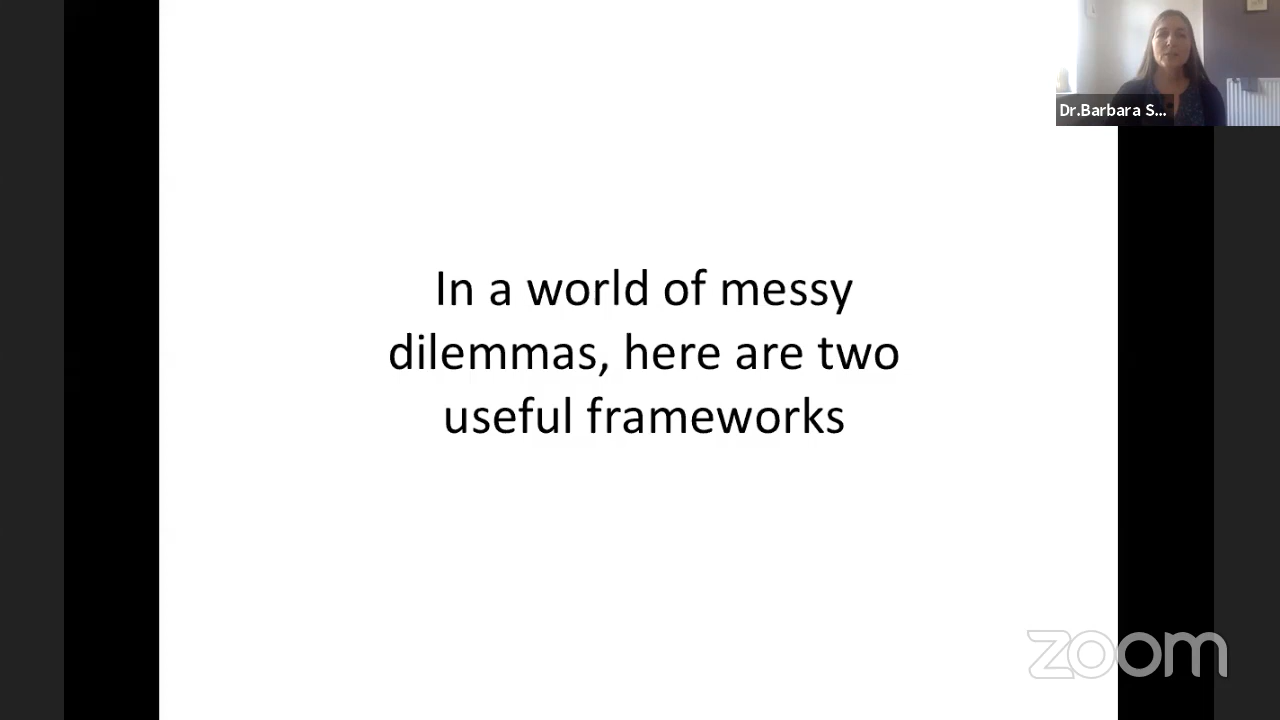 Dr.Barbara S...
In a world of messy
dilemmas, here are two
useful frameworks
zoom